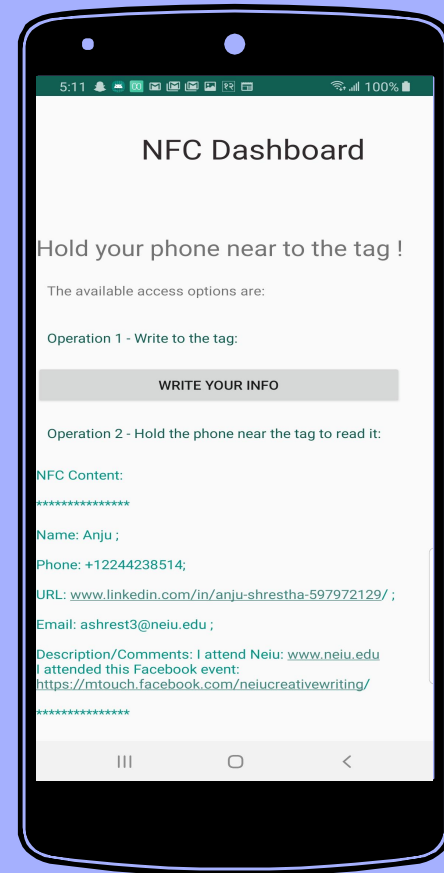 5:11 100%
NFC Dashboard
Hold your phone near to the tag !
The available access options are:
Operation 1 - Write to the tag:
WRITE YOUR INFO
Operation 2 - Hold the phone near the tag to read it:
NFC Content:
***************
Name: Anju ;
Phone: +12244238514;
URL: www.linkedin.com/in/anju-shrestha-597972129/ ;
Email: ashrest3@neiu.edu ;
Description/Comments: I attend Neiu: www.neiu.edu
I attended this Facebook event:
https://mtouch.facebook.com/neiucreativewriting/
***************